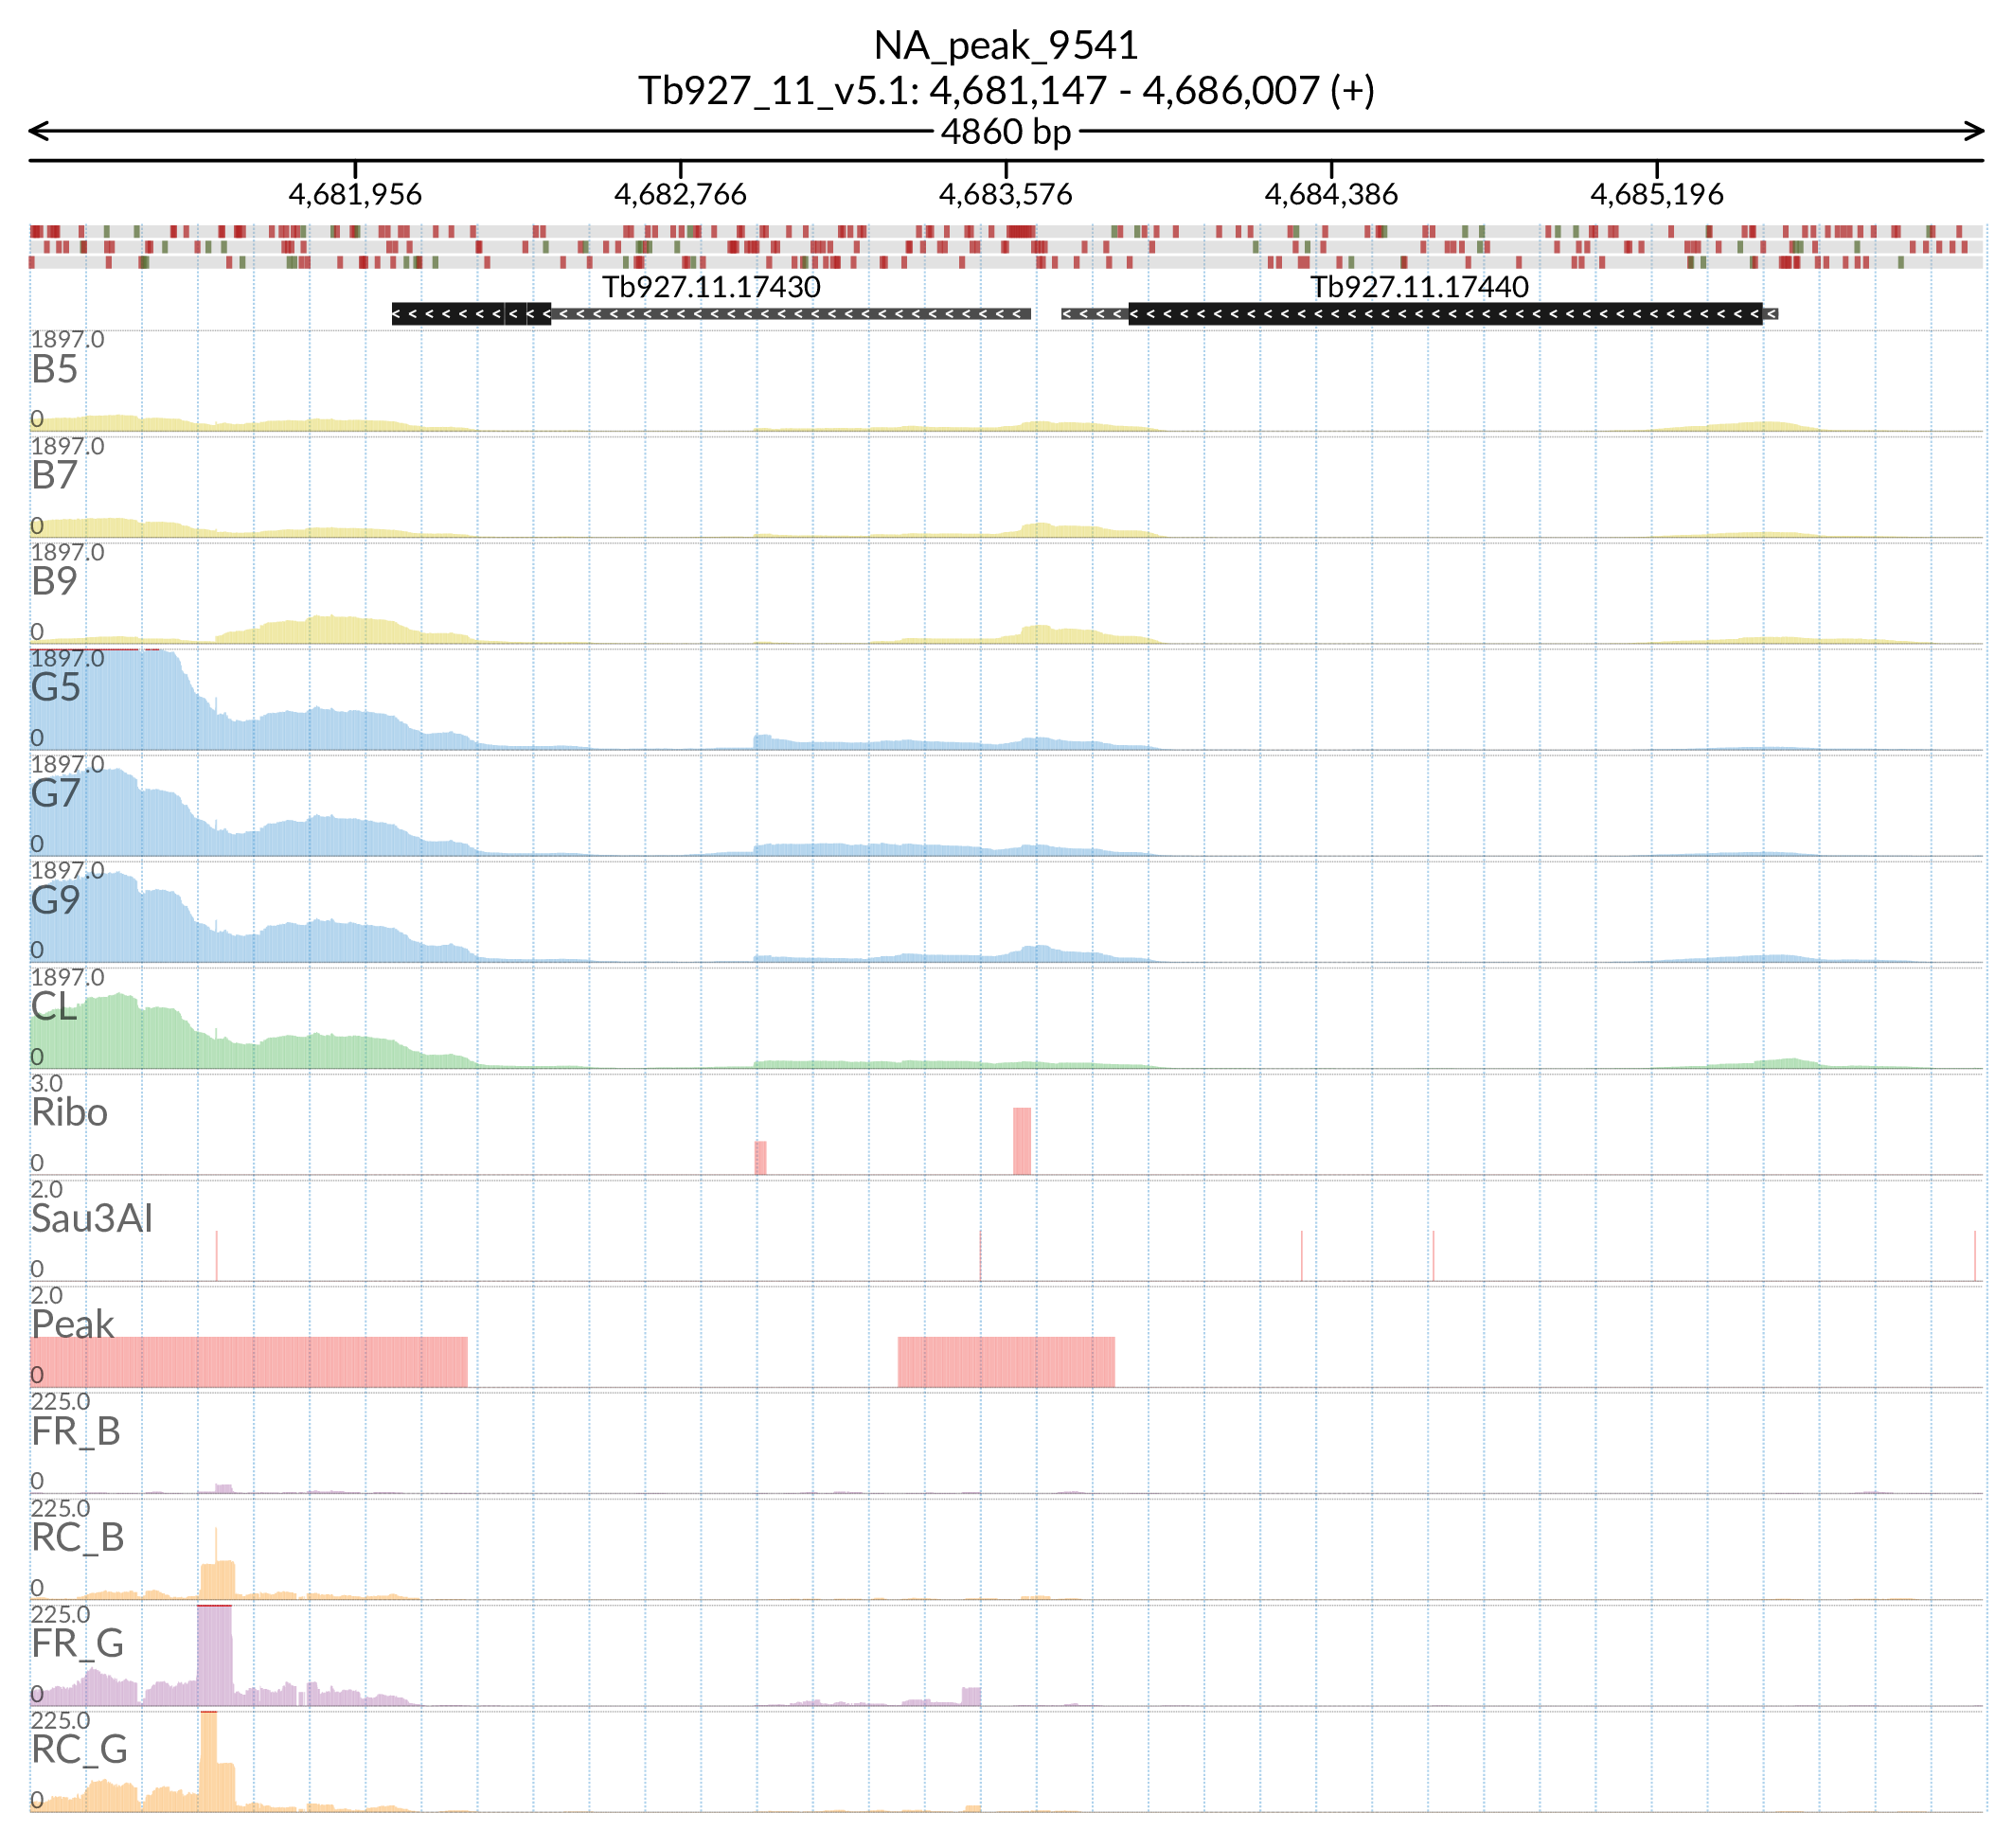 NA_peak_9541
Tb927_11_v5.1: 4,681,147 - 4,686,007 (+)
4860 bp
4,681,956 4,682,766 4,683,576 4,684,386 4,685,196
Tb927.11.17430 Tb927.11.17440
1897.0
B5
0
1897.0
B7
0
1897.0
B9
0
1897.0
G5
0
1897.0
G7
0
1897.0
G9
0
1897.0
CL
0
3.0
Ribo
0
2.0
Sau3AI
0
2.0
Peak
0
225.0
FR_B
0
225.0
RC_B
0
225.0
FR_G
0
225.0
RC_G
0